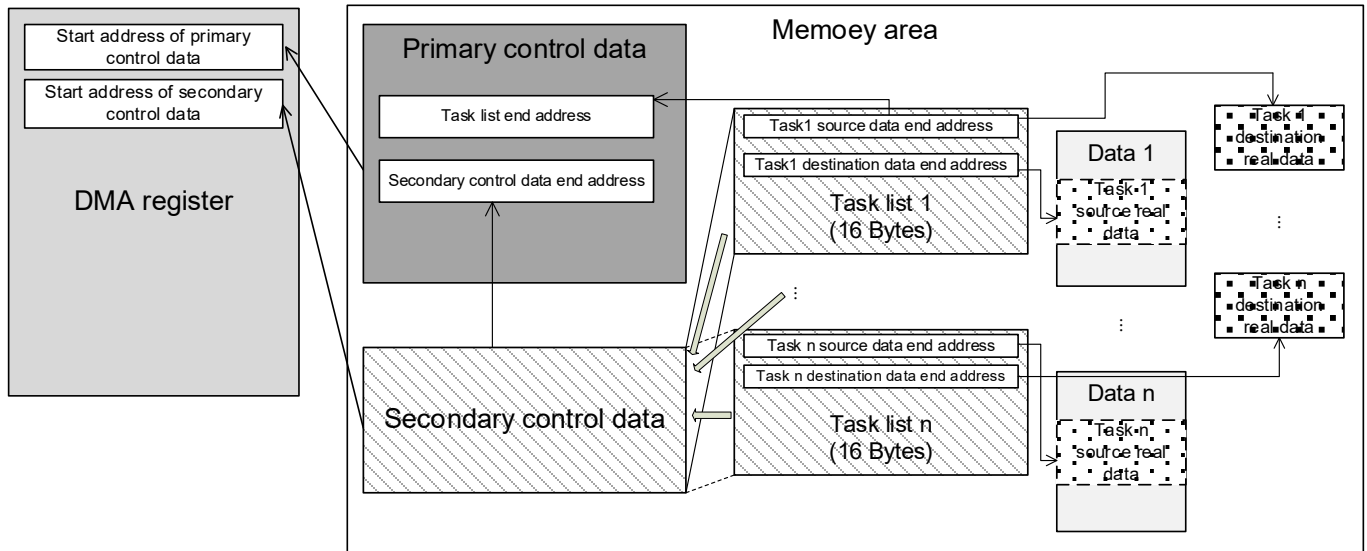 Start address of primary
control data
Start address of secondary
control data
DMA register
Memoey area
Primary control data
Task list end address
Secondary control data end address
Secondary control data
Task1 source data end address
Task1 destination data end address
Task list 1
(16 Bytes)
Data 1
Task 1
source real
data
Task 1
destination
real data
...
...
...
Task n source data end address
Task n destination data end address
Task list n
(16 Bytes)
Data n
Task n
source real
data
Task n
destination
real data